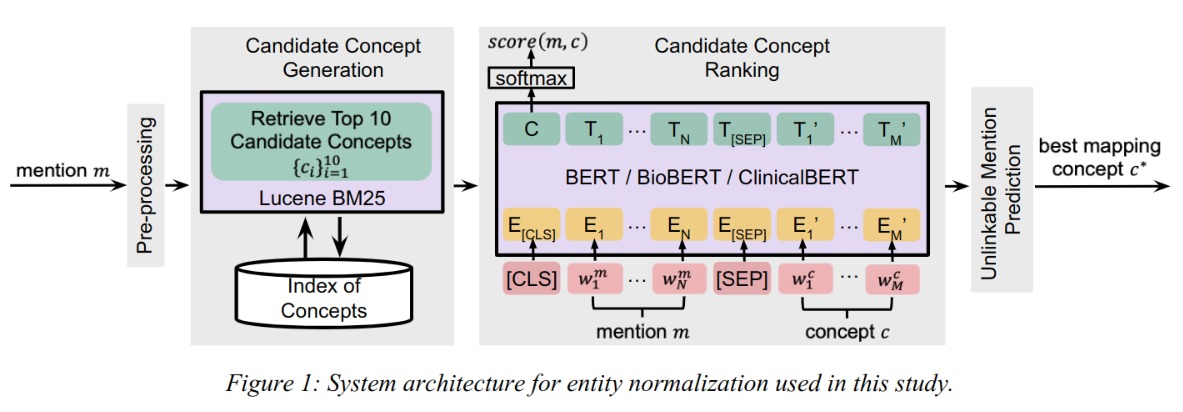 mention m
Pre-processing
Candidate Concept
Generation
Retrieve Top 10
Candidate Concepts
{c_i}_{i=1}^{10}
Lucene BM25
Index of
Concepts
Candidate Concept
Ranking
score(m, c)
softmax
C T_1 ... T_N T_[SEP] T_1' ... T_M'
BERT / BioBERT / ClinicalBERT
E_[CLS] E_1 ... E_N E_[SEP] E_1' ... E_M'
[CLS] w_1^m ... w_N^m [SEP] w_1^c ... w_M^c
mention m
concept c
Unlinkable Mention
Prediction
best mapping
concept c*
Figure 1: System architecture for entity normalization used in this study.